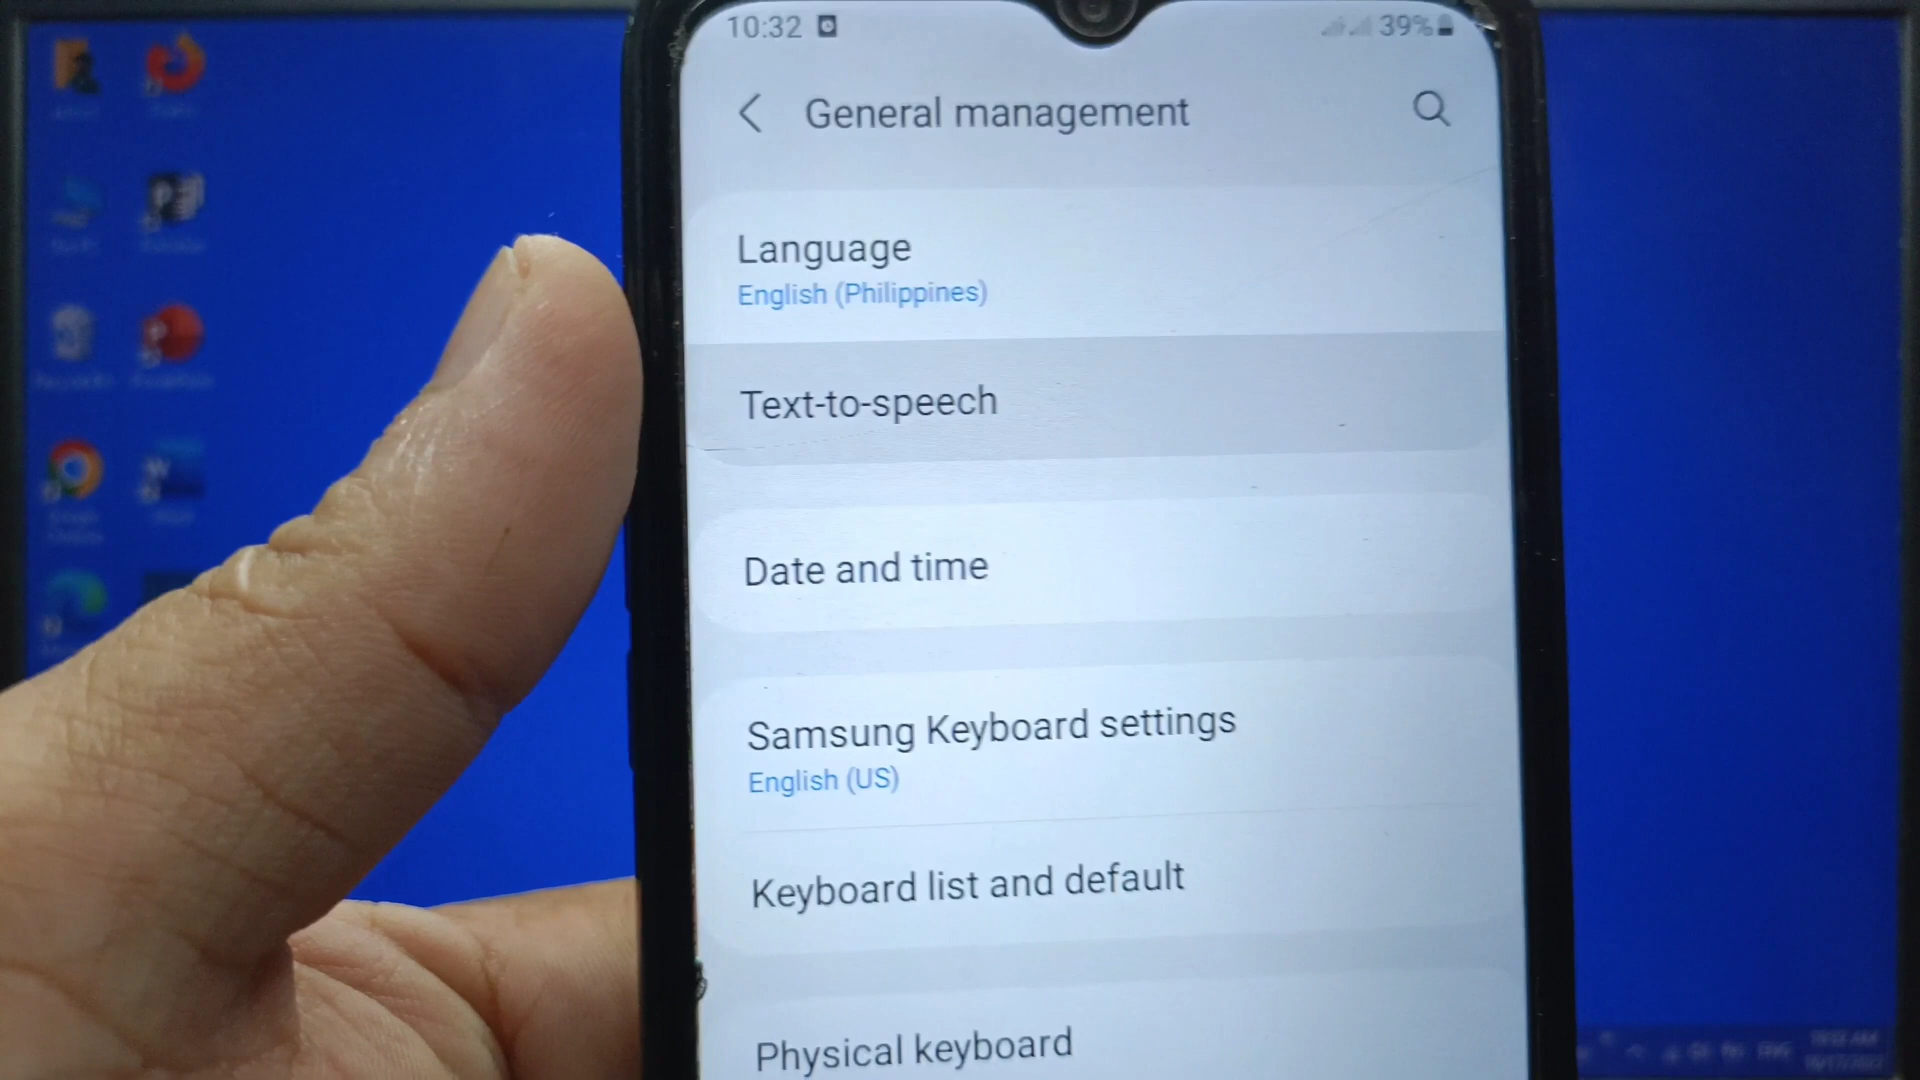 10:32
39%
General management
Language
English (Philippines)
Text-to-speech
Date and time
Samsung Keyboard settings
English (US)
Keyboard list and default
Physical keyboard
ENG